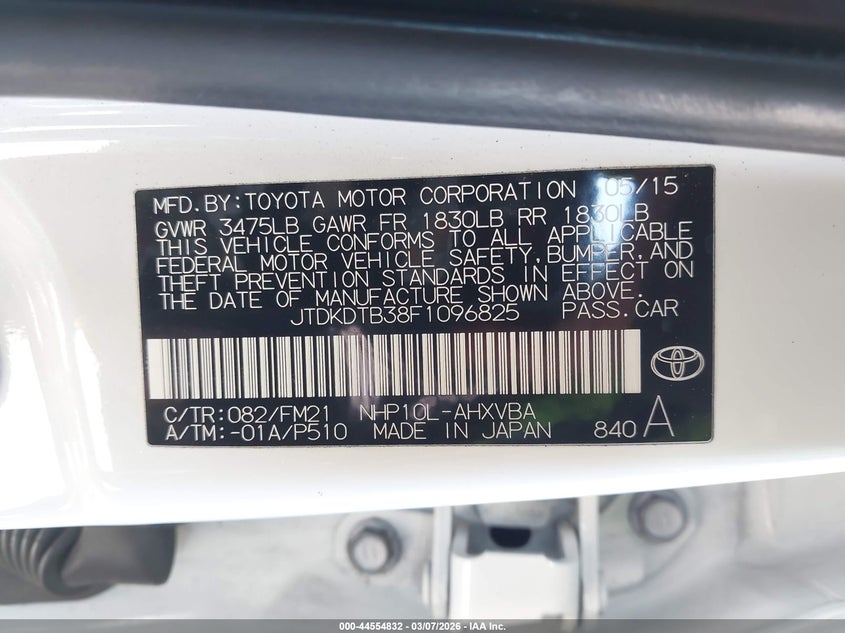 MFD.BY:TOYOTA MOTOR CORPORATION 05/15
GVWR 3475LB GAWR FR 1830LB RR 1830LB
THIS VEHICLE CONFORMS TO ALL APPLICABLE
FEDERAL MOTOR VEHICLE SAFETY,BUMPER,AND
THEFT PREVENTION STANDARDS IN EFFECT ON
THE DATE OF MANUFACTURE SHOWN ABOVE.
JTDKDTB38F1096825 PASS.CAR
C/TR:082/FM21 NHP10L-AHXVBA
A/TM:-01A/P510 MADE IN JAPAN 840 A
000-44554832 - 03/07/2026 - COPYRIGHT IAA, LLC